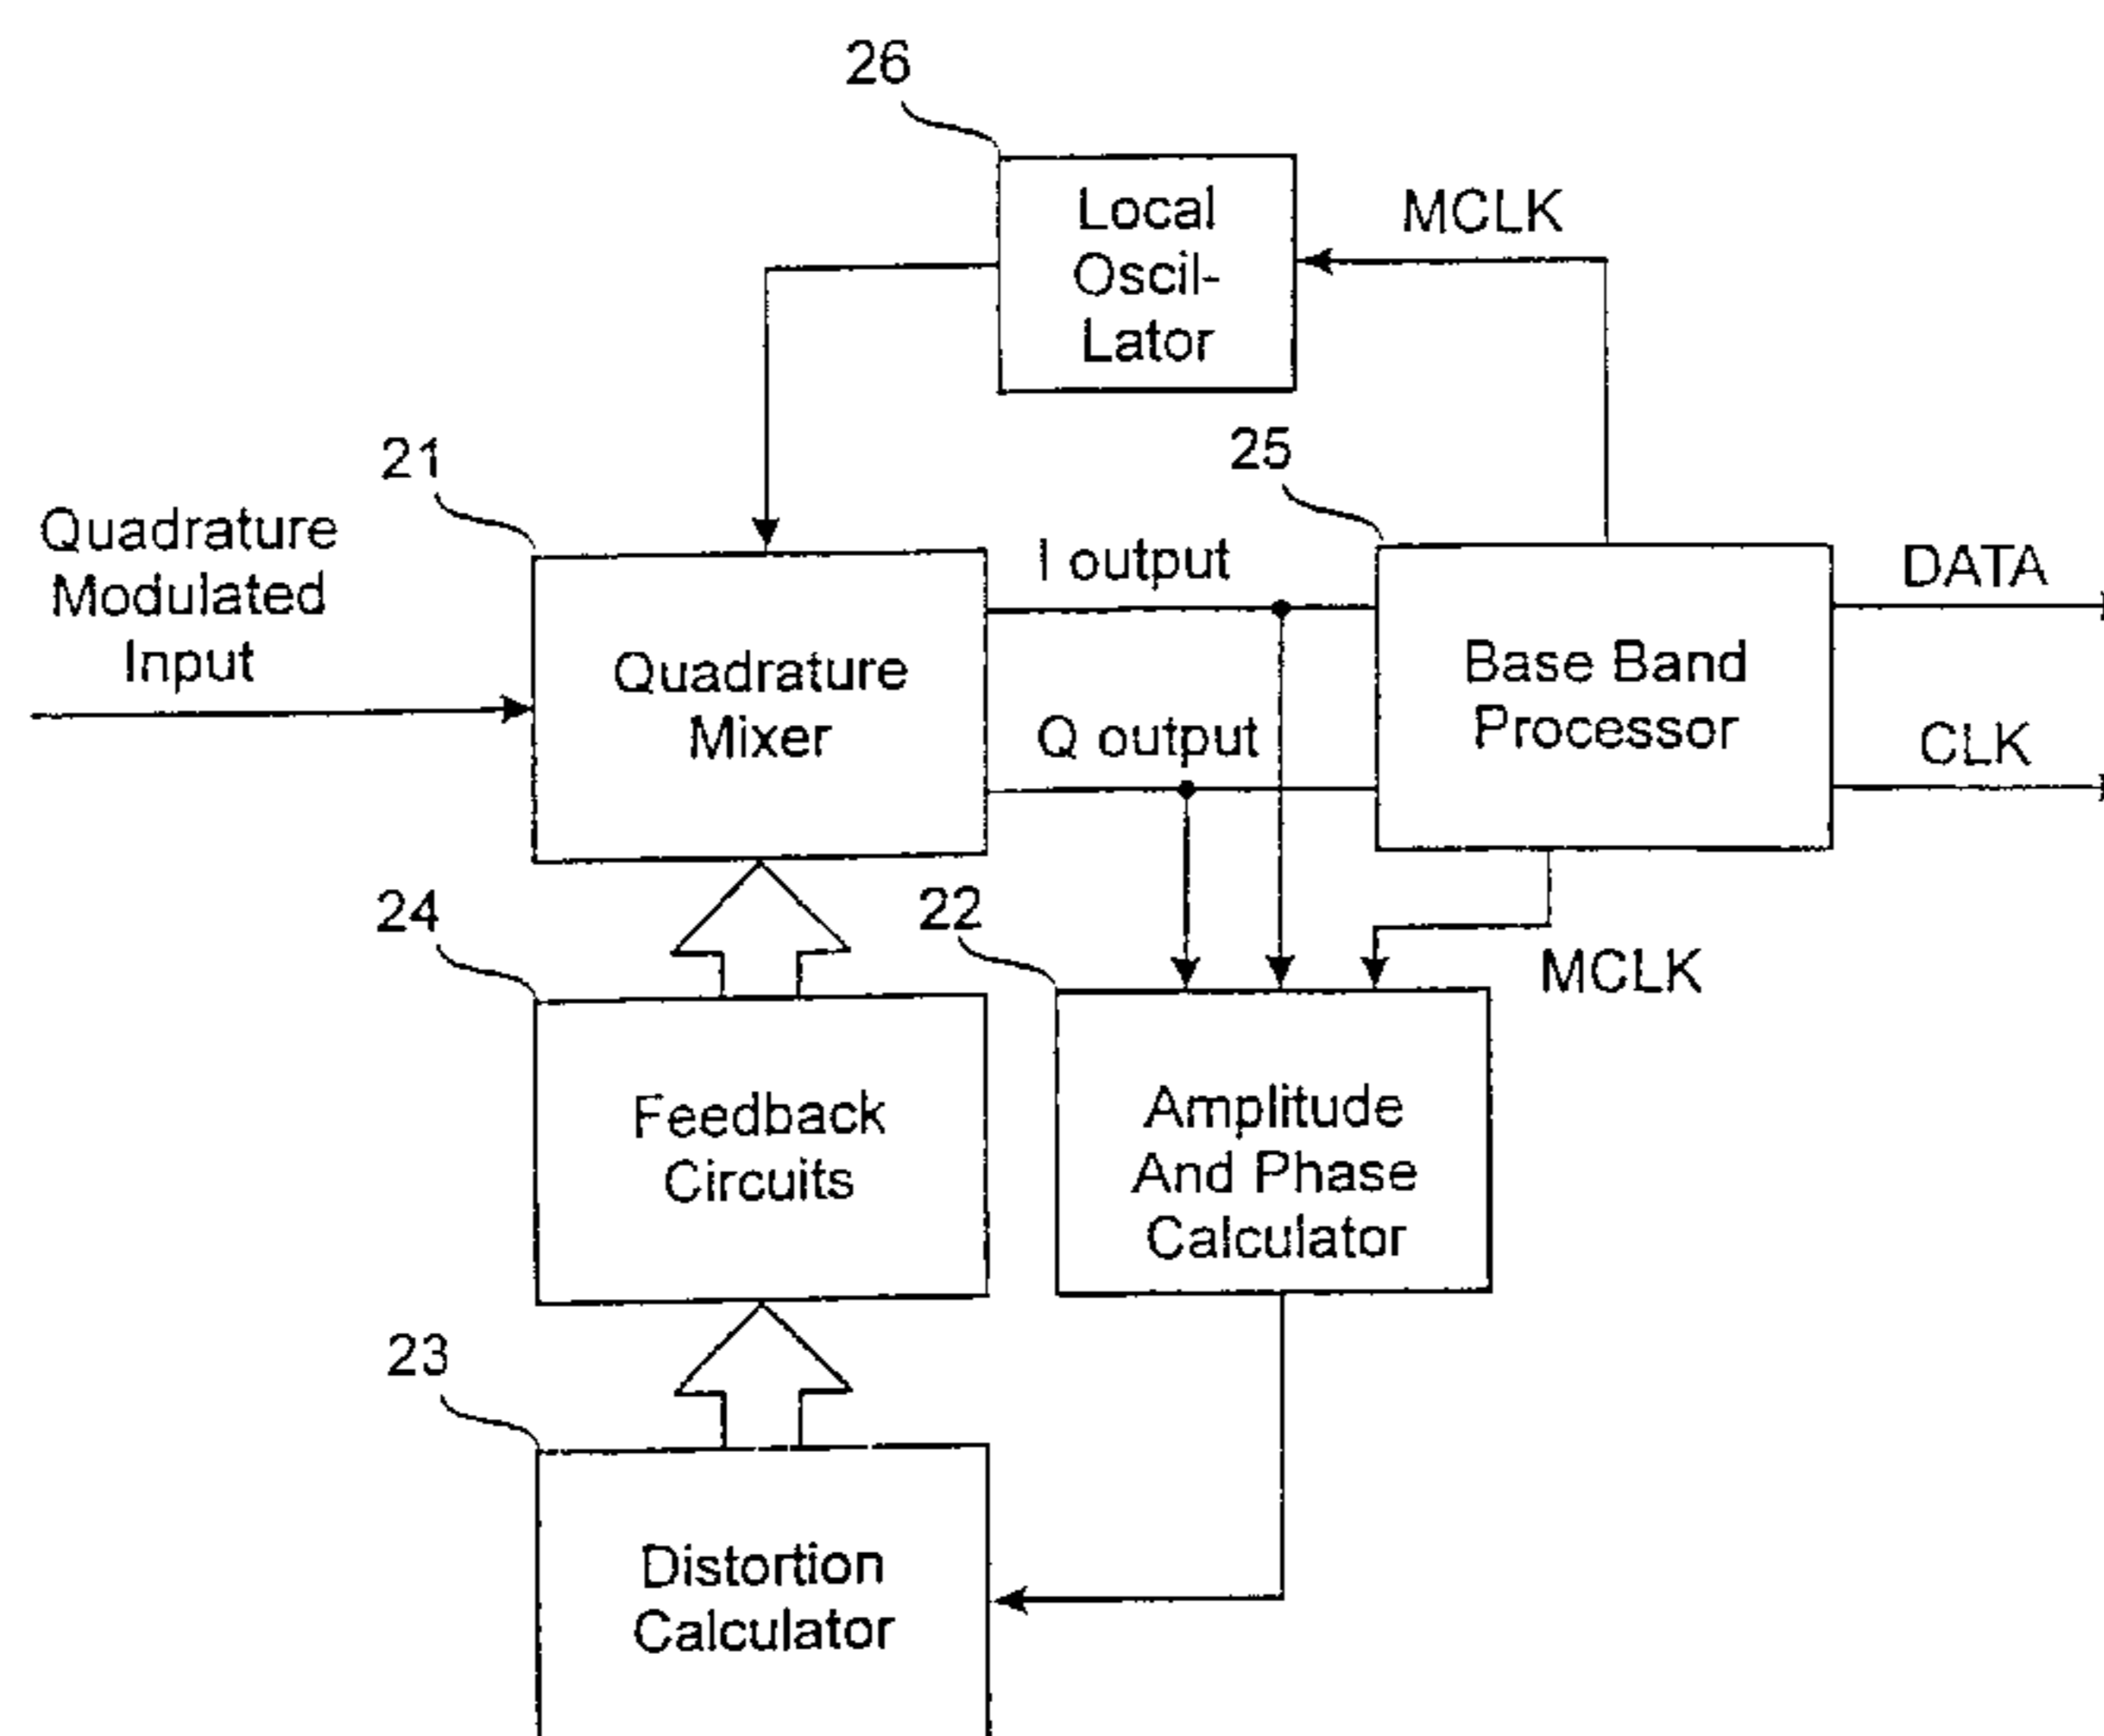 26
Local
Oscil-
Lator
MCLK
21
25
Quadrature
Modulated
Input
I output
DATA
Quadrature
Mixer
Base Band
Processor
Q output
CLK
24
22
MCLK
Feedback
Circuits
Amplitude
And Phase
Calculator
23
Distortion
Calculator